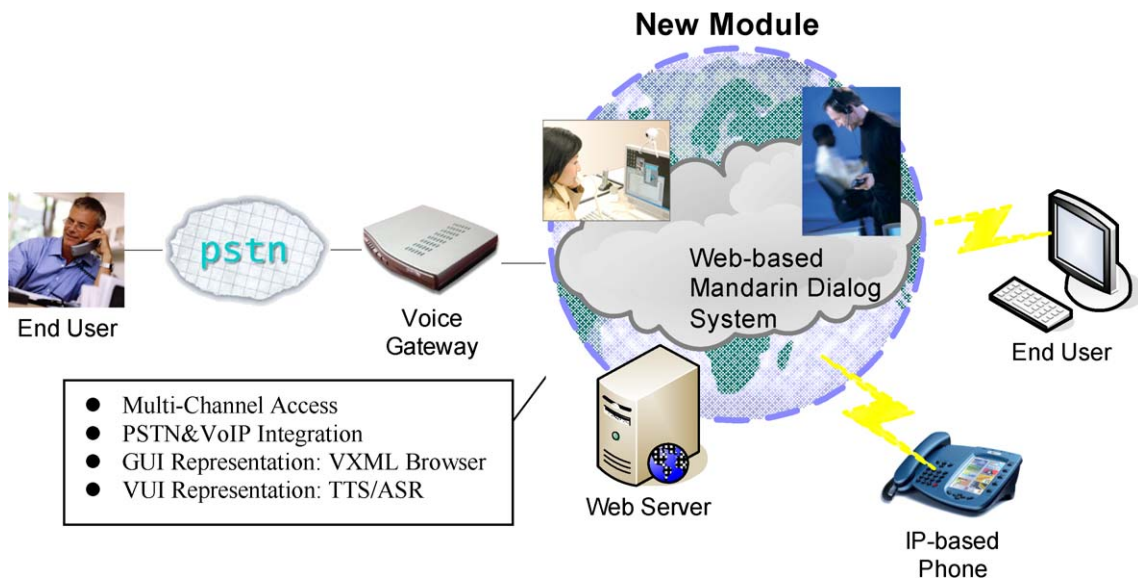 New Module
pstn
Web-based
Mandarin Dialog
System
End User
Voice
Gateway
End User
● Multi-Channel Access
● PSTN&VoIP Integration
● GUI Representation: VXML Browser
● VUI Representation: TTS/ASR
Web Server
IP-based
Phone